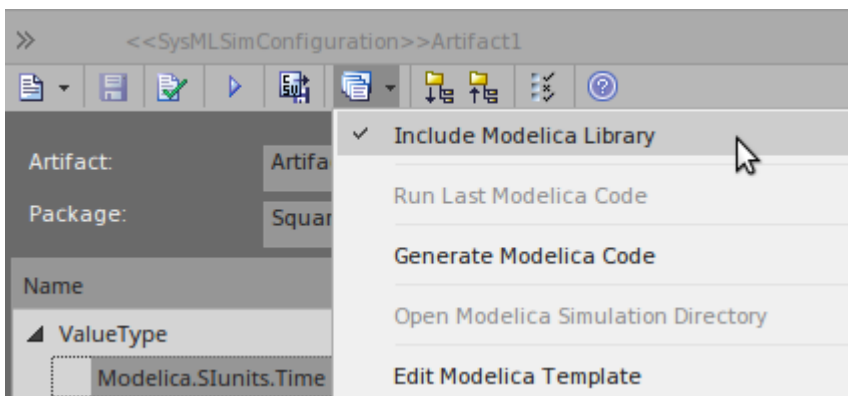 <<SysMLSimConfiguration>>Artifact1
Include Modelica Library
Artifact: Artifa
Run Last Modelica Code
Package: Squar
Generate Modelica Code
Name
Open Modelica Simulation Directory
ValueType
Modelica.SIunits.Time
Edit Modelica Template